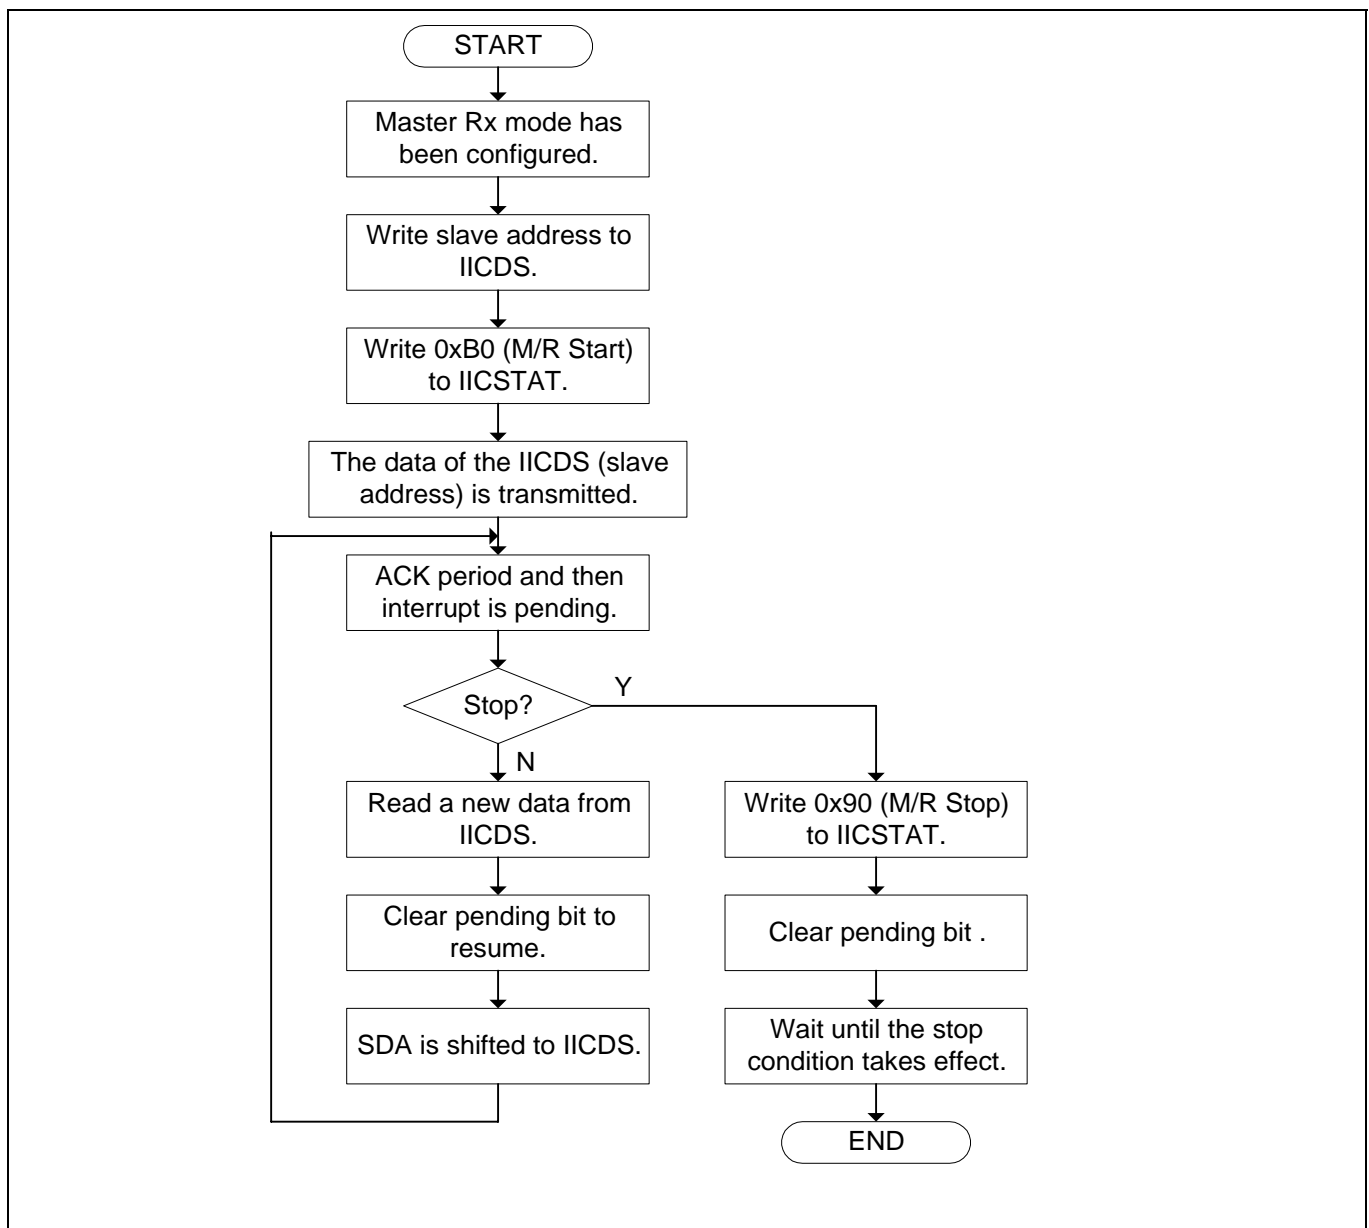 START
Master Rx mode has
been configured.
Write slave address to
IICDS.
Write 0xB0 (M/R Start)
to IICSTAT.
The data of the IICDS (slave
address) is transmitted.
ACK period and then
interrupt is pending.
Stop?
Y
N
Read a new data from
IICDS.
Clear pending bit to
resume.
SDA is shifted to IICDS.
Write 0x90 (M/R Stop)
to IICSTAT.
Clear pending bit .
Wait until the stop
condition takes effect.
END